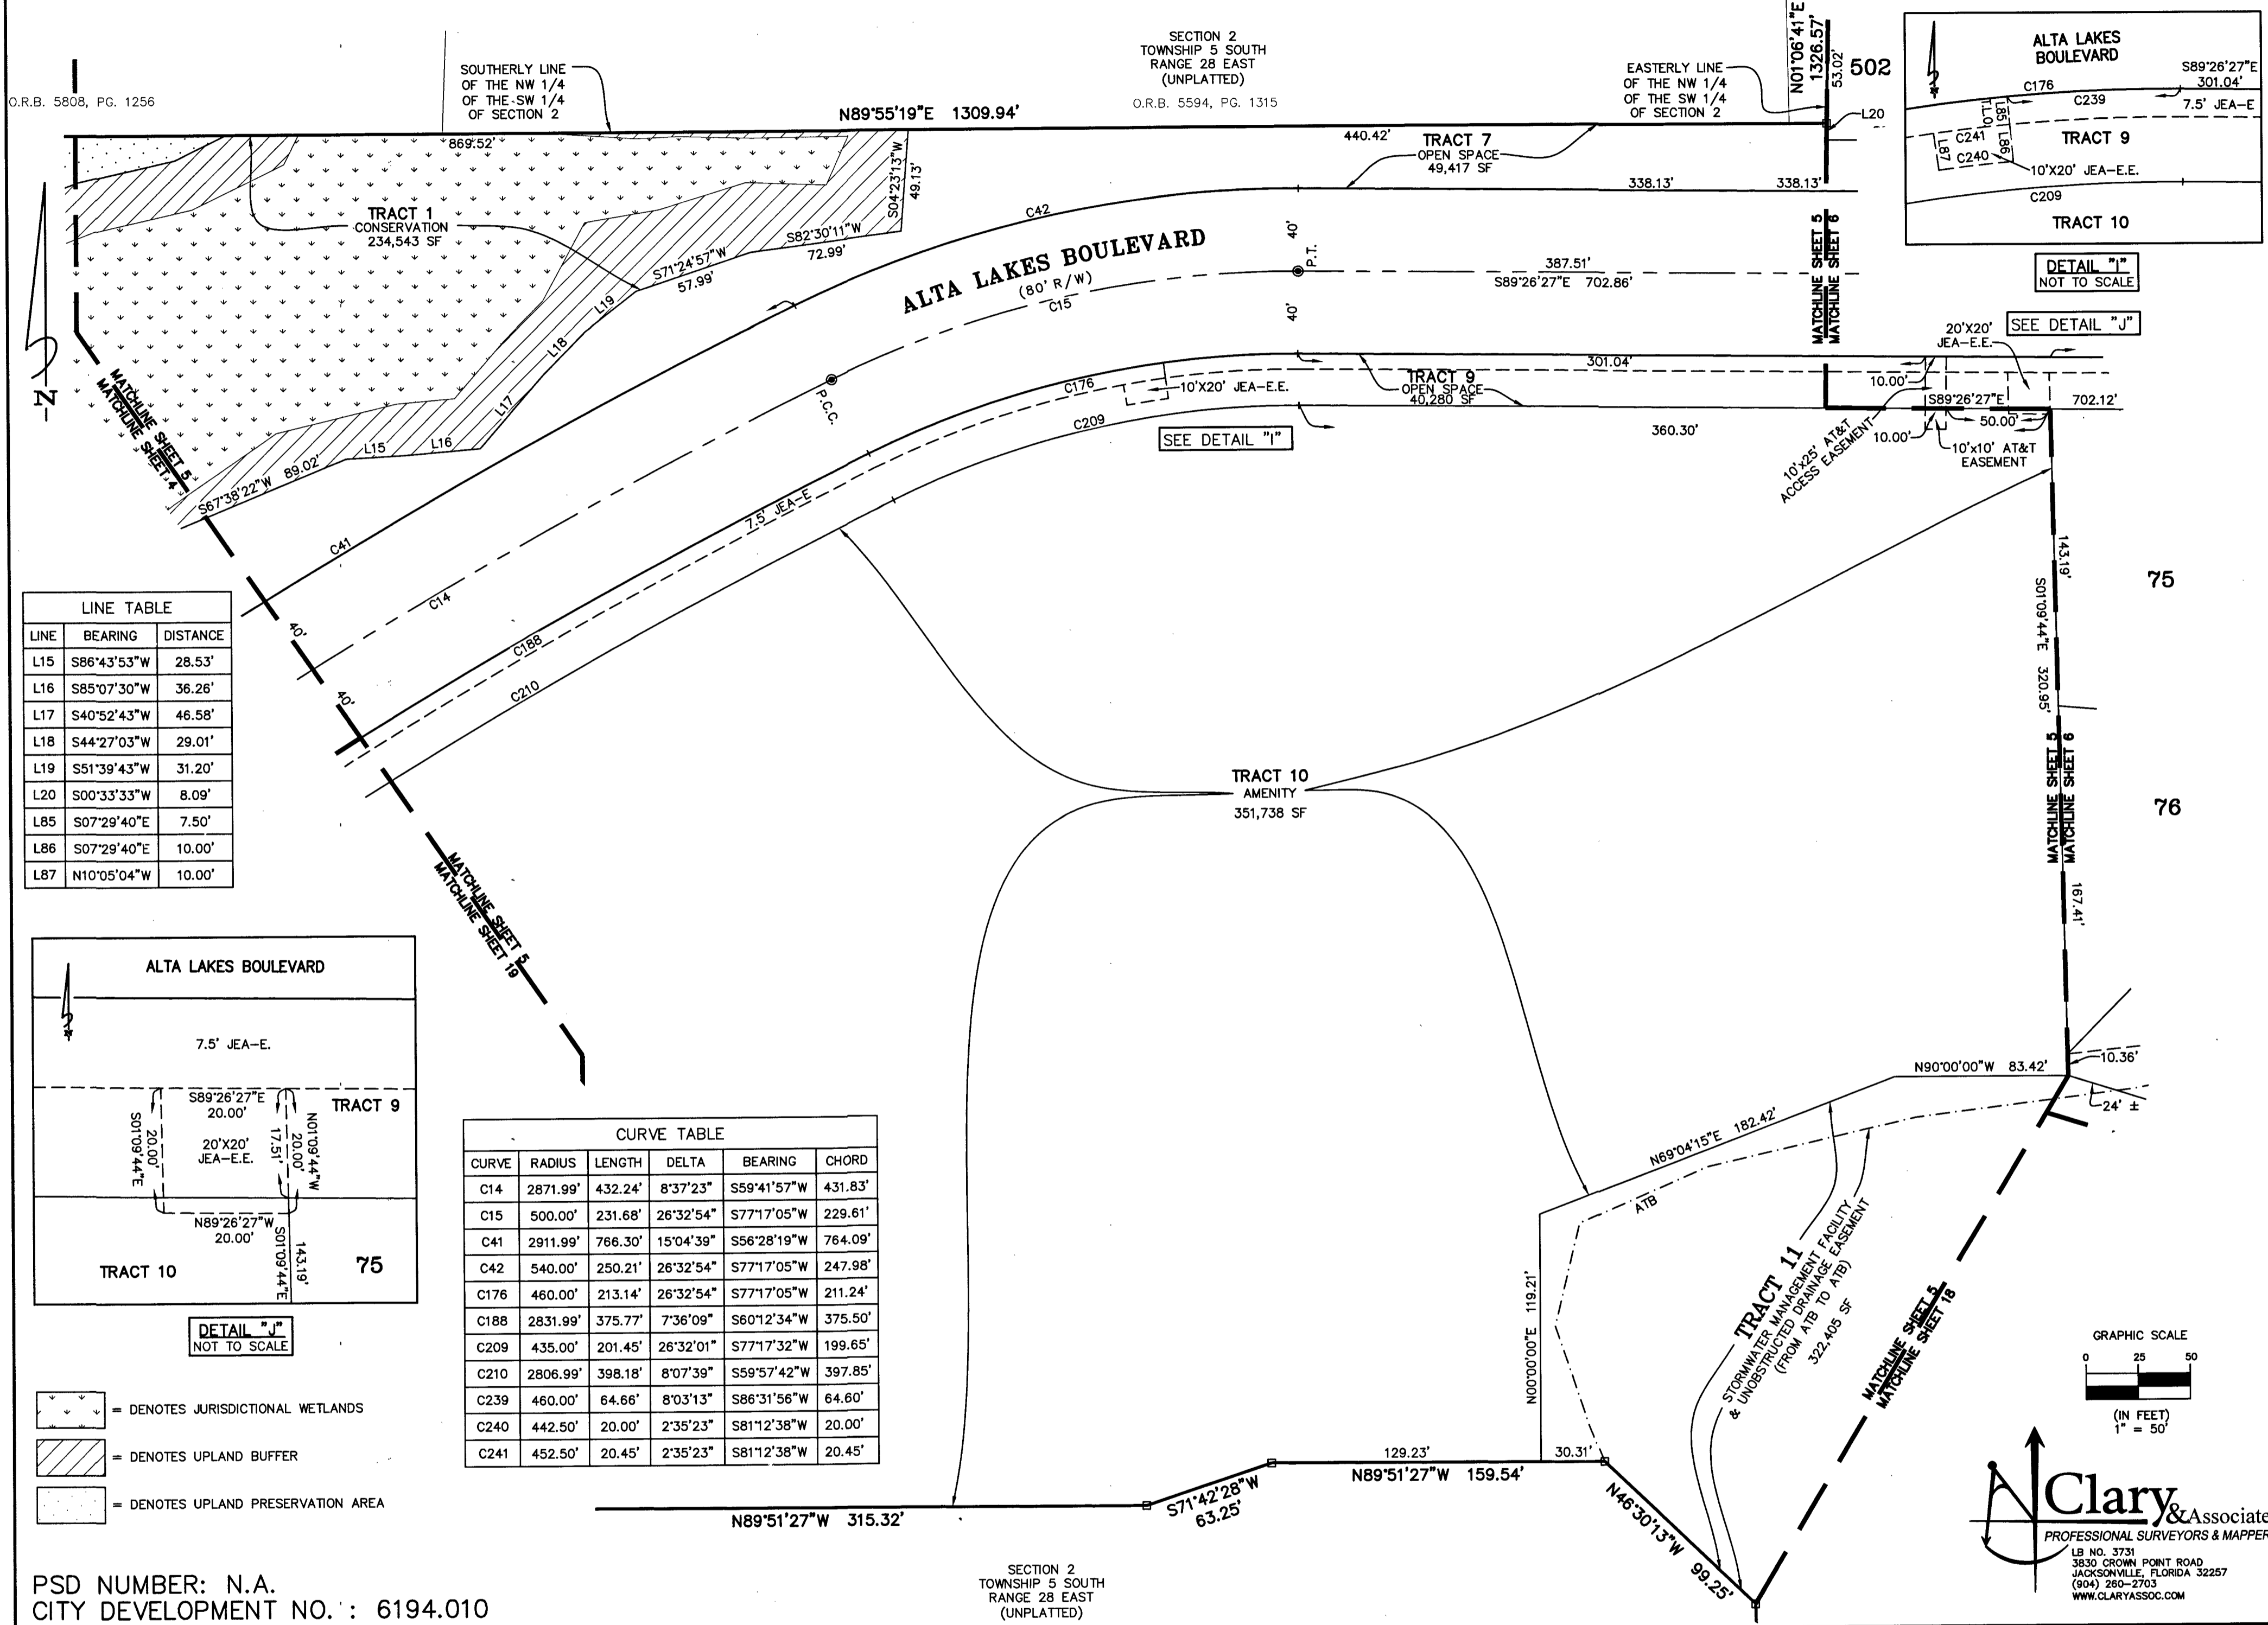 SECTION 2
TOWNSHIP 5 SOUTH
RANGE 28 EAST
(UNPLATTED)
O.R.B. 5594, PG. 1315
O.R.B. 5808, PG. 1256
SOUTHERLY LINE
OF THE NW 1/4
OF THE SW 1/4
OF SECTION 2
N89°55'19"E 1309.94'
EASTERLY LINE
OF THE NW 1/4
OF THE SW 1/4
OF SECTION 2
N01°06'41"E
1326.57'
53.02'
502
L20
869.52'
440.42'
TRACT 7
OPEN SPACE
49,417 SF
338.13'
338.13'
S04°23'13"W
49.13'
TRACT 1
CONSERVATION
234,543 SF
S82°30'11"W
72.99'
S71°24'57"W
57.99'
L19
L18
L17
L16
L15
S67°38'22"W 89.02'
C42
C41
ALTA LAKES BOULEVARD
(80' R/W)
C15
C14
40'
P.T.
40'
P.C.C.
387.51'
S89°26'27"E 702.86'
MATCHLINE SHEET 5
MATCHLINE SHEET 6
MATCHLINE SHEET 5
MATCHLINE SHEET 4
N
301.04'
TRACT 9
OPEN SPACE
40,280 SF
C176
10'X20' JEA-E.E.
C209
SEE DETAIL "I"
360.30'
7.5' JEA-E
C188
C210
40'
40'
20'X20'
JEA-E.E.
SEE DETAIL "J"
10.00'
S89°26'27"E
702.12'
50.00'
10.00'
10'x25' AT&T
ACCESS EASEMENT
10'x10' AT&T
EASEMENT
ALTA LAKES
BOULEVARD
S89°26'27"E
301.04'
C176
C239
7.5' JEA-E
L85
L86
C241
L87
C240
TRACT 9
10'X20' JEA-E.E.
C209
TRACT 10
DETAIL "I"
NOT TO SCALE
143.19'
75
S01°09'44"E 320.95'
MATCHLINE SHEET 5
MATCHLINE SHEET 6
76
167.41'
LINE TABLE
LINE BEARING DISTANCE
L15 S86°43'53"W 28.53'
L16 S85°07'30"W 36.26'
L17 S40°52'43"W 46.58'
L18 S44°27'03"W 29.01'
L19 S51°39'43"W 31.20'
L20 S00°33'33"W 8.09'
L85 S07°29'40"E 7.50'
L86 S07°29'40"E 10.00'
L87 N10°05'04"W 10.00'
TRACT 10
AMENITY
351,738 SF
MATCHLINE SHEET 5
MATCHLINE SHEET 19
ALTA LAKES BOULEVARD
7.5' JEA-E.
S89°26'27"E
20.00'
TRACT 9
S01°09'44"E
20.00'
20'X20'
JEA-E.E.
17.51'
20.00'
N01°09'44"W
N89°26'27"W
20.00'
S01°09'44"E
143.19'
TRACT 10
75
DETAIL "J"
NOT TO SCALE
= DENOTES JURISDICTIONAL WETLANDS
= DENOTES UPLAND BUFFER
= DENOTES UPLAND PRESERVATION AREA
CURVE TABLE
CURVE RADIUS LENGTH DELTA BEARING CHORD
C14 2871.99' 432.24' 8°37'23" S59°41'57"W 431.83'
C15 500.00' 231.68' 26°32'54" S77°17'05"W 229.61'
C41 2911.99' 766.30' 15°04'39" S56°28'19"W 764.09'
C42 540.00' 250.21' 26°32'54" S77°17'05"W 247.98'
C176 460.00' 213.14' 26°32'54" S77°17'05"W 211.24'
C188 2831.99' 375.77' 7°36'09" S60°12'34"W 375.50'
C209 435.00' 201.45' 26°32'01" S77°17'32"W 199.65'
C210 2806.99' 398.18' 8°07'39" S59°57'42"W 397.85'
C239 460.00' 64.66' 8°03'13" S86°31'56"W 64.60'
C240 442.50' 20.00' 2°35'23" S81°12'38"W 20.00'
C241 452.50' 20.45' 2°35'23" S81°12'38"W 20.45'
N90°00'00"W 83.42'
10.36'
24' ±
N69°04'15"E 182.42'
ATB
N00°00'00"E 119.21'
TRACT 11
STORMWATER MANAGEMENT FACILITY
& UNOBSTRUCTED DRAINAGE EASEMENT
(FROM ATB TO ATB)
322,405 SF
MATCHLINE SHEET 5
MATCHLINE SHEET 18
129.23'
30.31'
N89°51'27"W 159.54'
S71°42'28"W
63.25'
N89°51'27"W 315.32'
N46°30'13"W 99.25'
SECTION 2
TOWNSHIP 5 SOUTH
RANGE 28 EAST
(UNPLATTED)
GRAPHIC SCALE
0 25 50
(IN FEET)
1" = 50'
Clary
&Associate
PROFESSIONAL SURVEYORS & MAPPER
LB NO. 3731
3830 CROWN POINT ROAD
JACKSONVILLE, FLORIDA 32257
(904) 260-2703
WWW.CLARYASSOC.COM
PSD NUMBER: N.A.
CITY DEVELOPMENT NO.: 6194.010